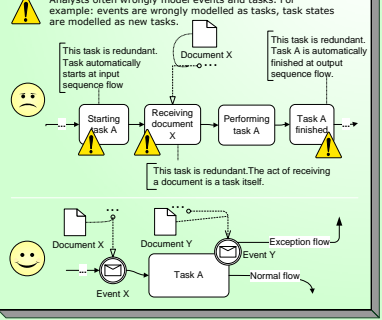 Analysts often wrongly model events and tasks. For
example: events are wrongly modelled as tasks, task states
are modelled as new tasks.
This task is redundant.
Task automatically
starts at input
sequence flow
Document X
This task is redundant.
Task A is automatically
finished at output
sequence flow.
...
Starting
task A
Receiving
document
X
Performing
task A
Task A
finished
...
This task is redundant.The act of receiving
a document is a task itself.
Document X
Document Y
Event Y
Exception flow
...
Event X
Task A
Normal flow